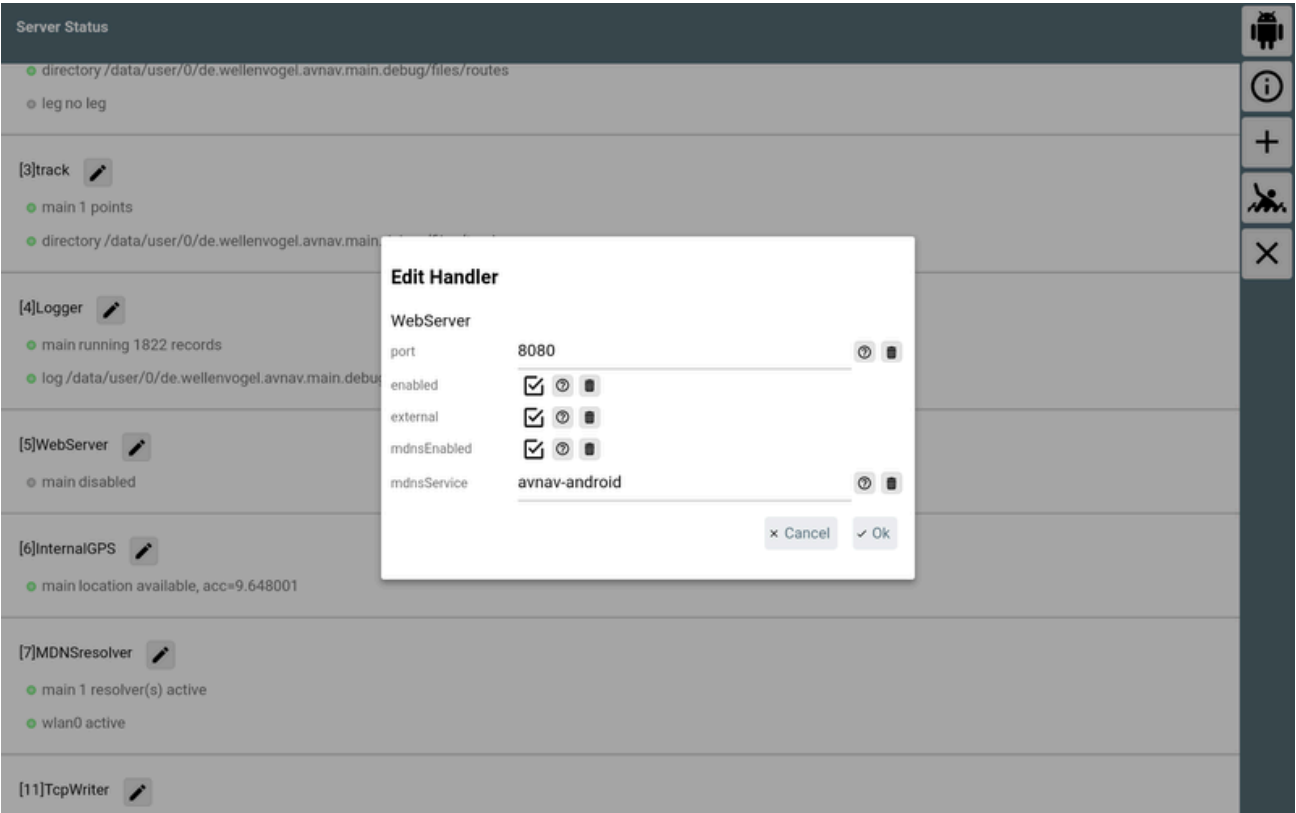 Server Status
directory /data/user/0/de.wellenvogel.avnav.main.debug/files/routes
leg no leg
[3]track
main 1 points
directory /data/user/0/de.wellenvogel.avnav.main.
[4]Logger
main running 1822 records
log /data/user/0/de.wellenvogel.avnav.main.debug
[5]WebServer
main disabled
[6]InternalGPS
main location available, acc=9.648001
[7]MDNSresolver
main 1 resolver(s) active
wlan0 active
[11]TcpWriter
Edit Handler
WebServer
port 8080
enabled
external
mdnsEnabled
mdnsService avnav-android
× Cancel ✓ Ok